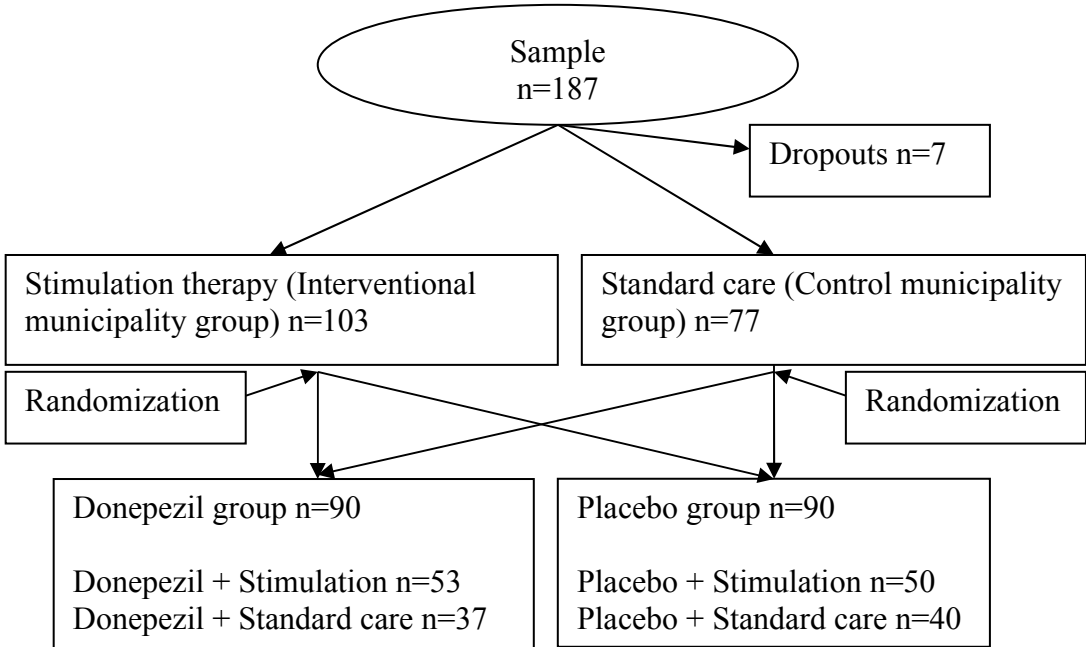 Sample
n=187
Dropouts n=7
Stimulation therapy (Interventional
municipality group) n=103
Standard care (Control municipality
group) n=77
Randomization
Randomization
Donepezil group n=90
Donepezil + Stimulation n=53
Donepezil + Standard care n=37
Placebo group n=90
Placebo + Stimulation n=50
Placebo + Standard care n=40